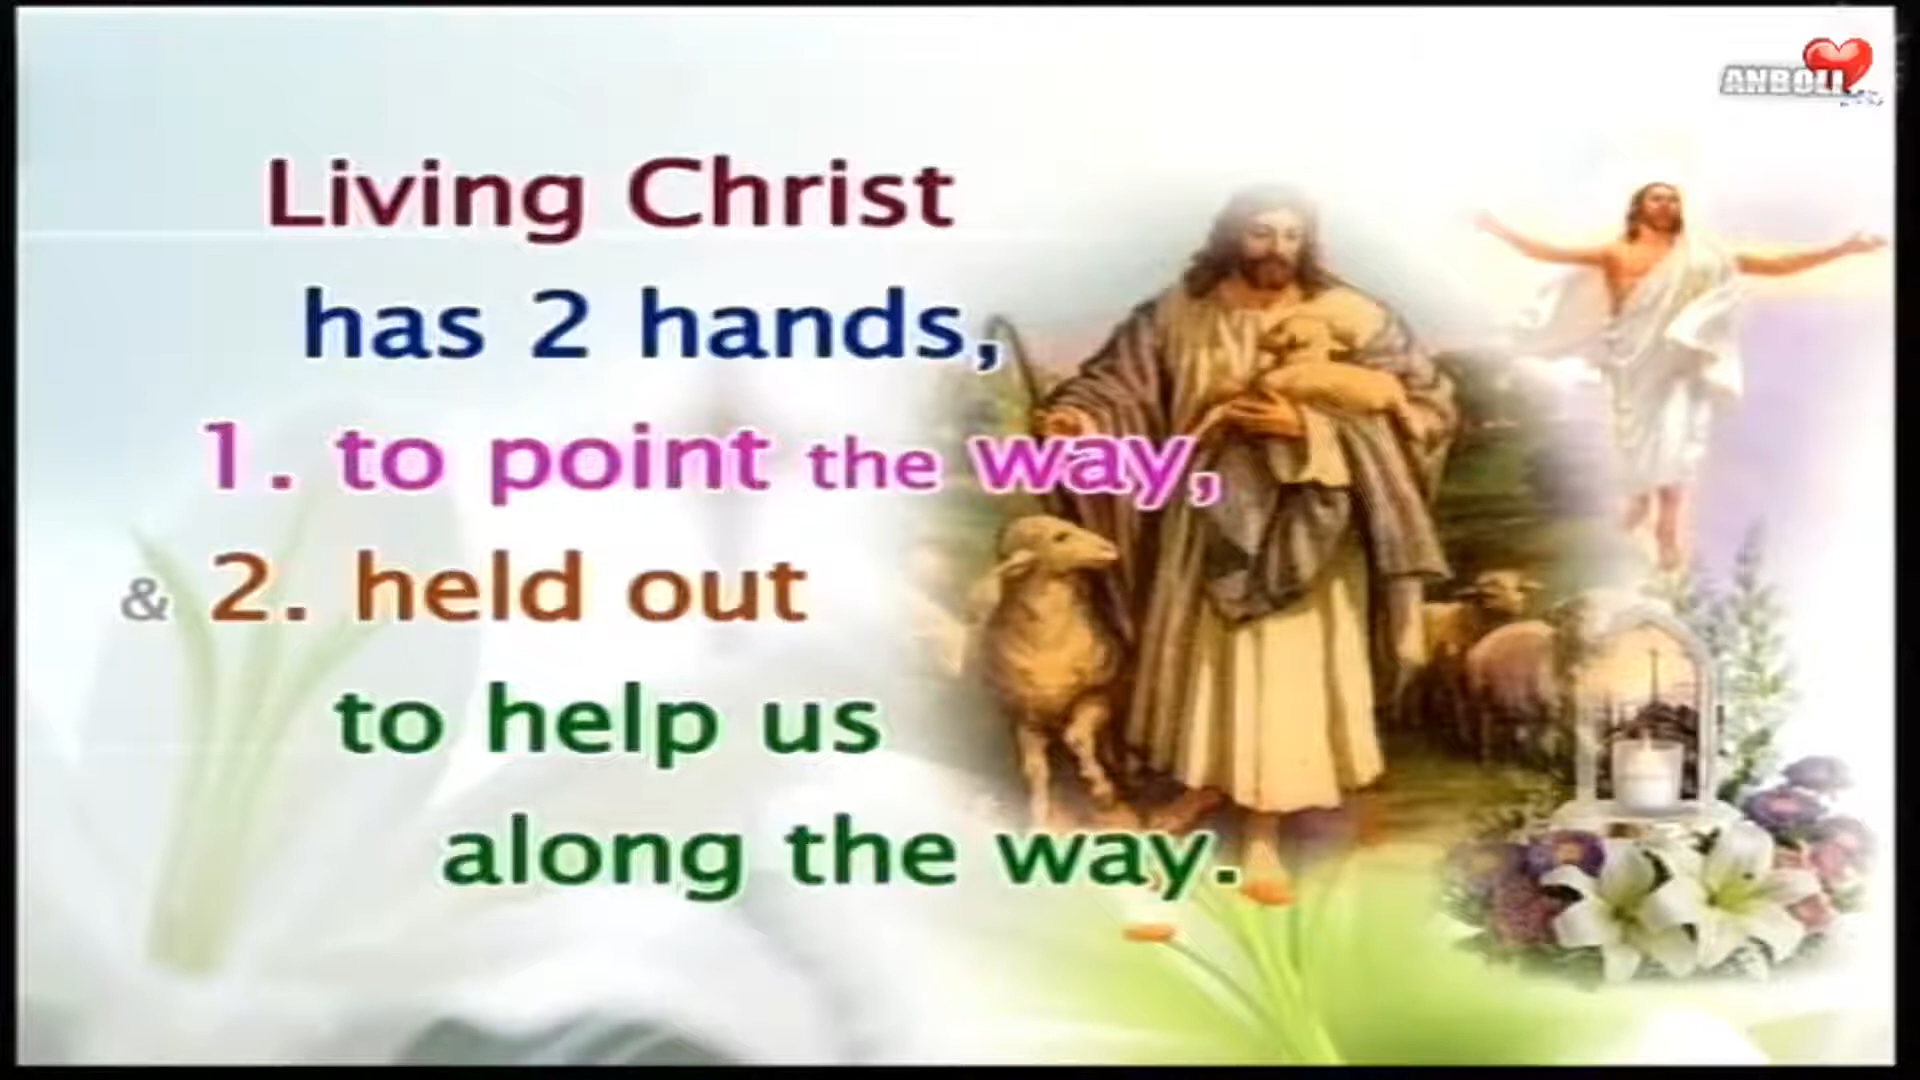 Living Christ
has 2 hands,
1. to point the way,
& 2. held out
to help us
along the way.